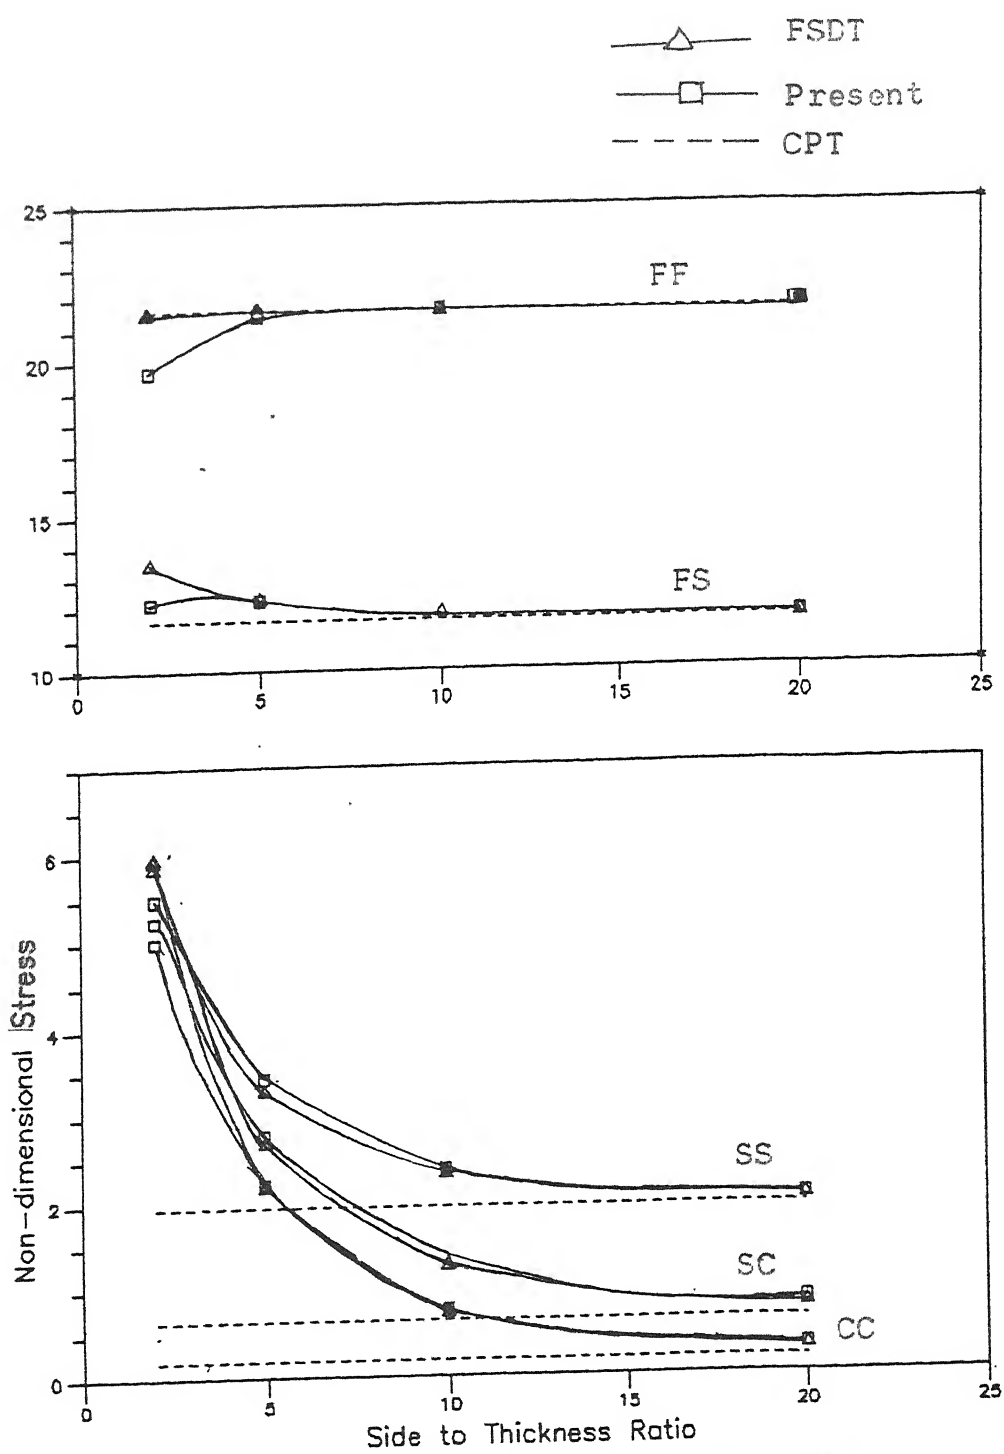 FSDT
Present
CPT
25
20
15
10
FF
FS
0 5 10 15 20 25
Non-dimensional Stress
6
4
2
0
SS
SC
CC
0 5 10 15 20 25
Side to Thickness Ratio